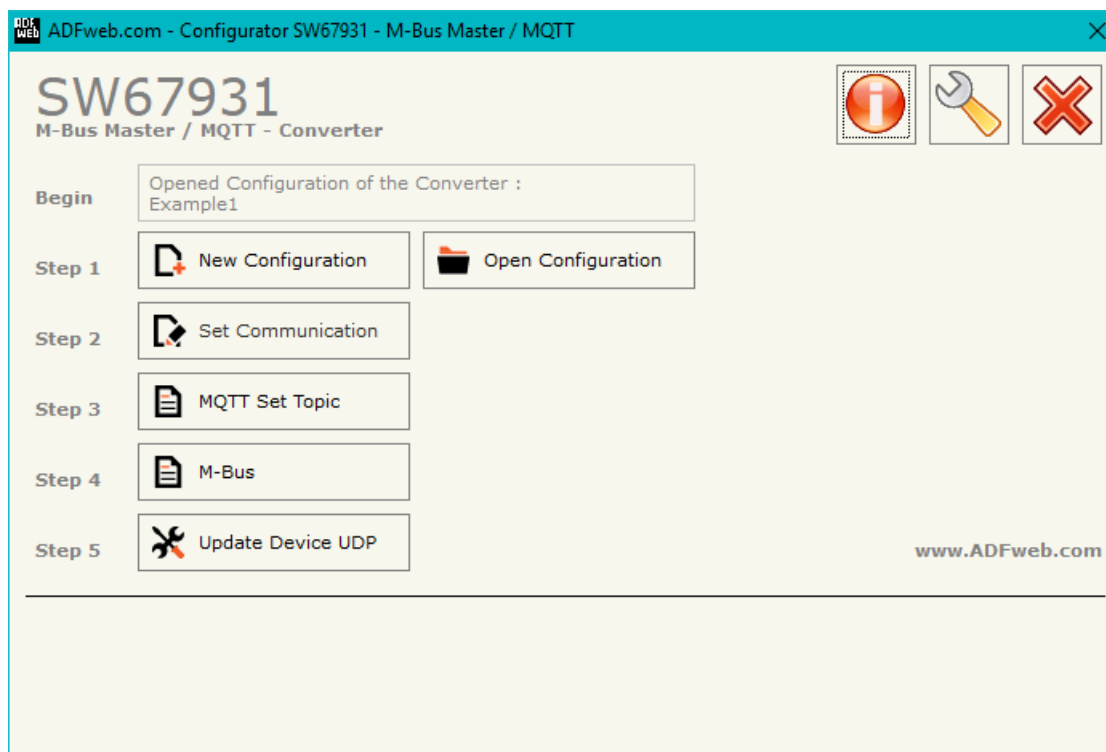 ADF
WEB
ADFweb.com - Configurator SW67931 - M-Bus Master / MQTT
SW67931
M-Bus Master / MQTT - Converter
Begin
Opened Configuration of the Converter :
Example1
Step 1
New Configuration
Open Configuration
Step 2
Set Communication
Step 3
MQTT Set Topic
Step 4
M-Bus
Step 5
Update Device UDP
www.ADFweb.com